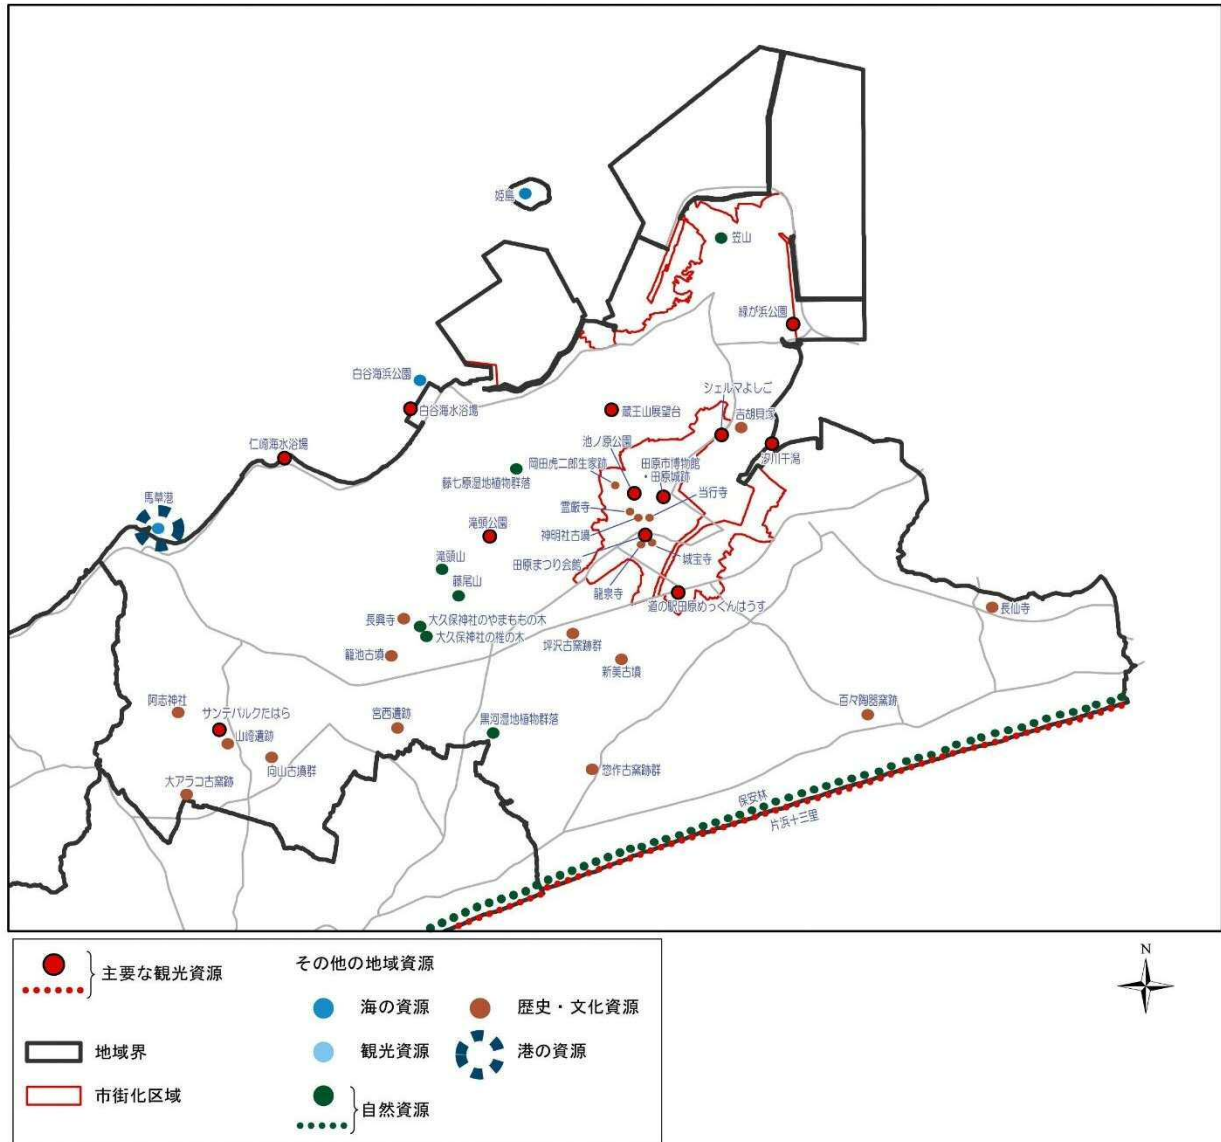 姫島
笠山
緑が浜公園
白谷海浜公園
白谷海水浴場
シェルマよしご
蔵王山展望台
吉胡貝塚
池ノ原公園
仁崎海水浴場
田原市博物館
・田原城跡
汐川干潟
岡田虎二郎生家跡
藤七原湿地植物群落
当行寺
馬草港
霊巌寺
滝頭公園
神明社古墳
田原まつり会館
城宝寺
滝頭山
藤尾山
龍泉寺
道の駅田原めっくんはうす
長仙寺
長興寺
大久保神社のやまももの木
大久保神社の椎の木
籠池古墳
坪沢古窯跡群
新美古墳
阿志神社
サンテパルクたはら
宮西遺跡
黒河湿地植物群落
百々陶器窯跡
山崎遺跡
向山古墳群
大アラコ古窯跡
惣作古窯跡群
保安林
片浜十三里
主要な観光資源
地域界
市街化区域
その他の地域資源
海の資源
観光資源
自然資源
歴史・文化資源
港の資源
N